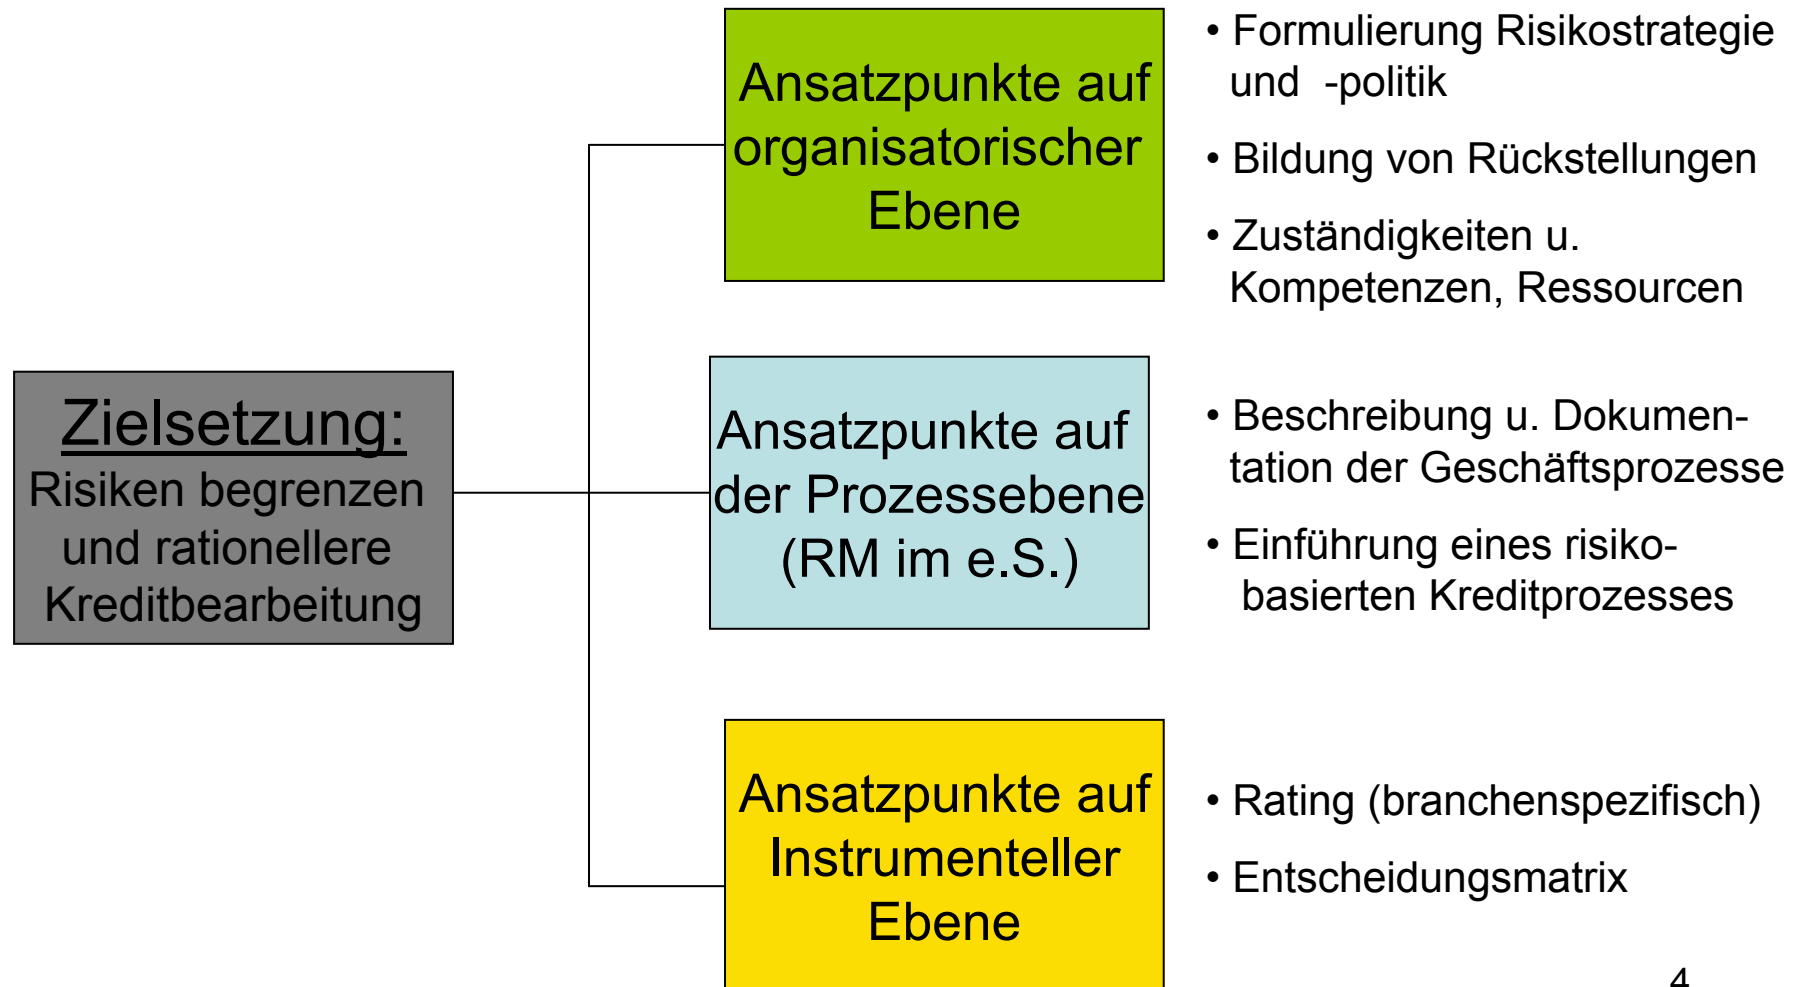 Zielsetzung:
Risiken begrenzen
und rationellere
Kreditbearbeitung
Ansatzpunkte auf
organisatorischer
Ebene
• Formulierung Risikostrategie
und -politik
• Bildung von Rückstellungen
• Zuständigkeiten u.
Kompetenzen, Ressourcen
Ansatzpunkte auf
der Prozessebene
(RM im e.S.)
• Beschreibung u. Dokumen-
tation der Geschäftsprozesse
• Einführung eines risiko-
basierten Kreditprozesses
Ansatzpunkte auf
Instrumenteller
Ebene
• Rating (branchenspezifisch)
• Entscheidungsmatrix
4